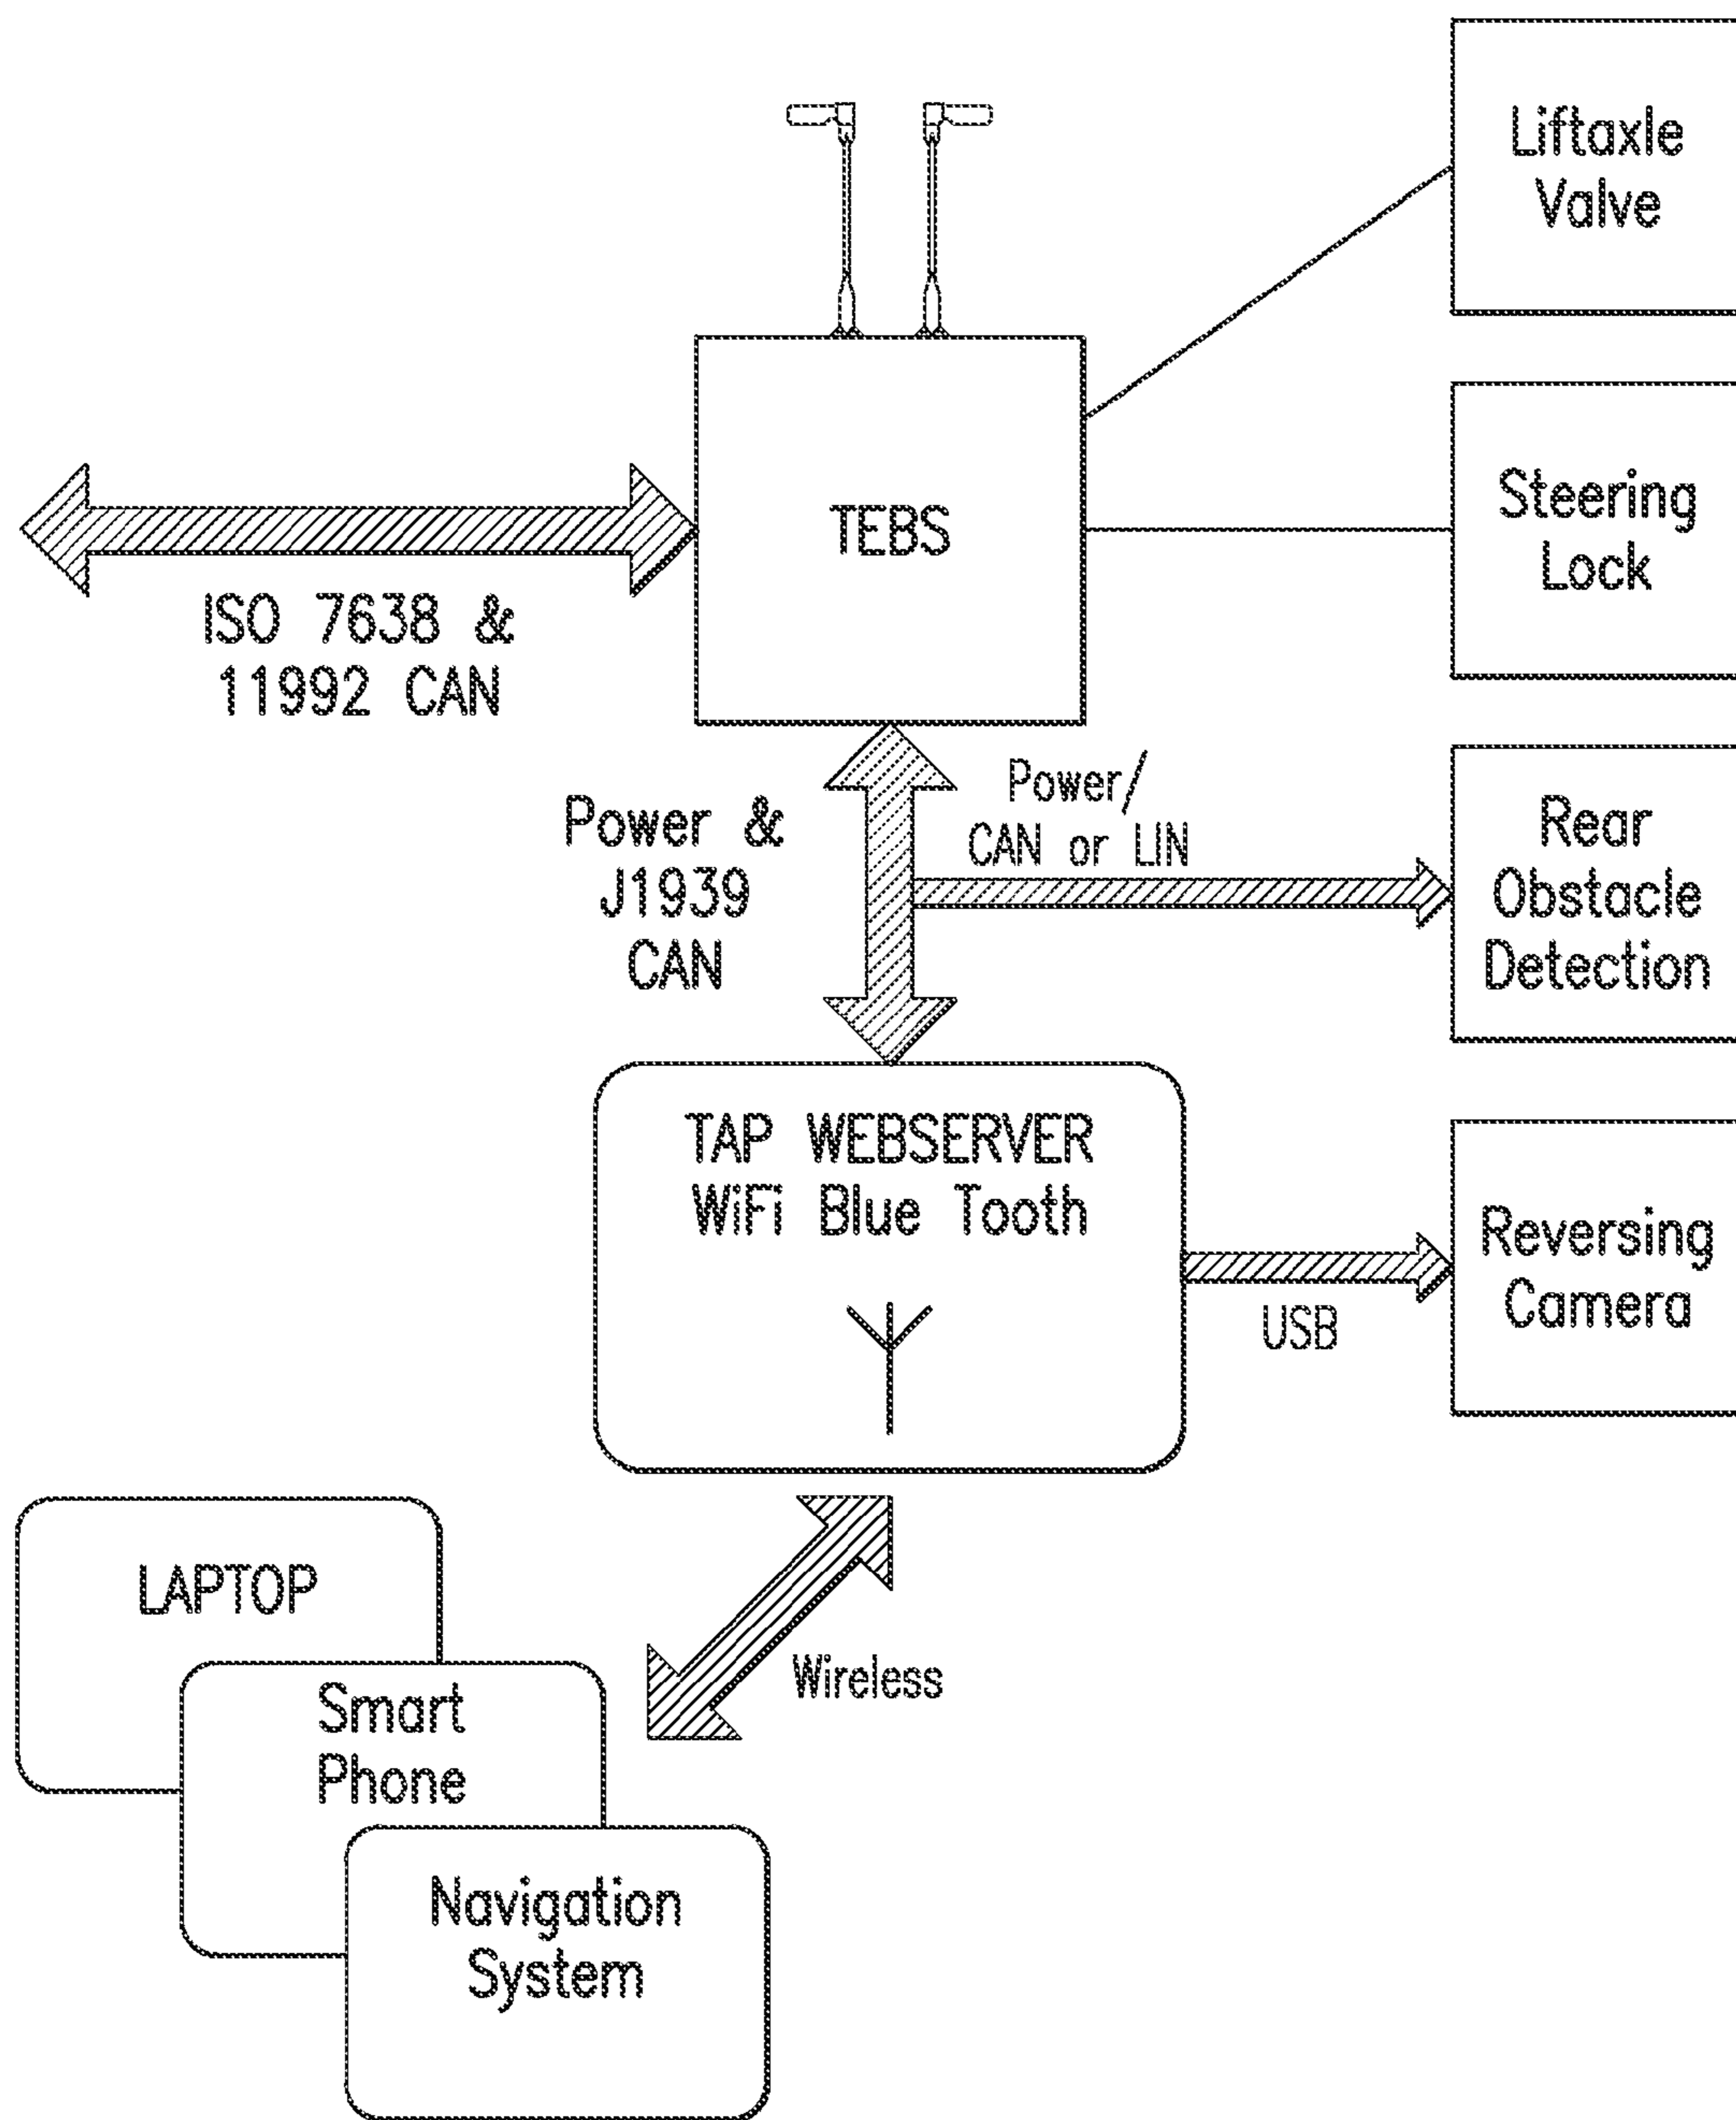 Liftaxle
Valve
TEBS
Steering
Lock
ISO 7638 &
11992 CAN
Power &
J1939
CAN
Power/
CAN or LIN
Rear
Obstacle
Detection
TAP WEBSERVER
WiFi Blue Tooth
USB
Reversing
Camera
LAPTOP
Smart
Phone
Wireless
Navigation
System